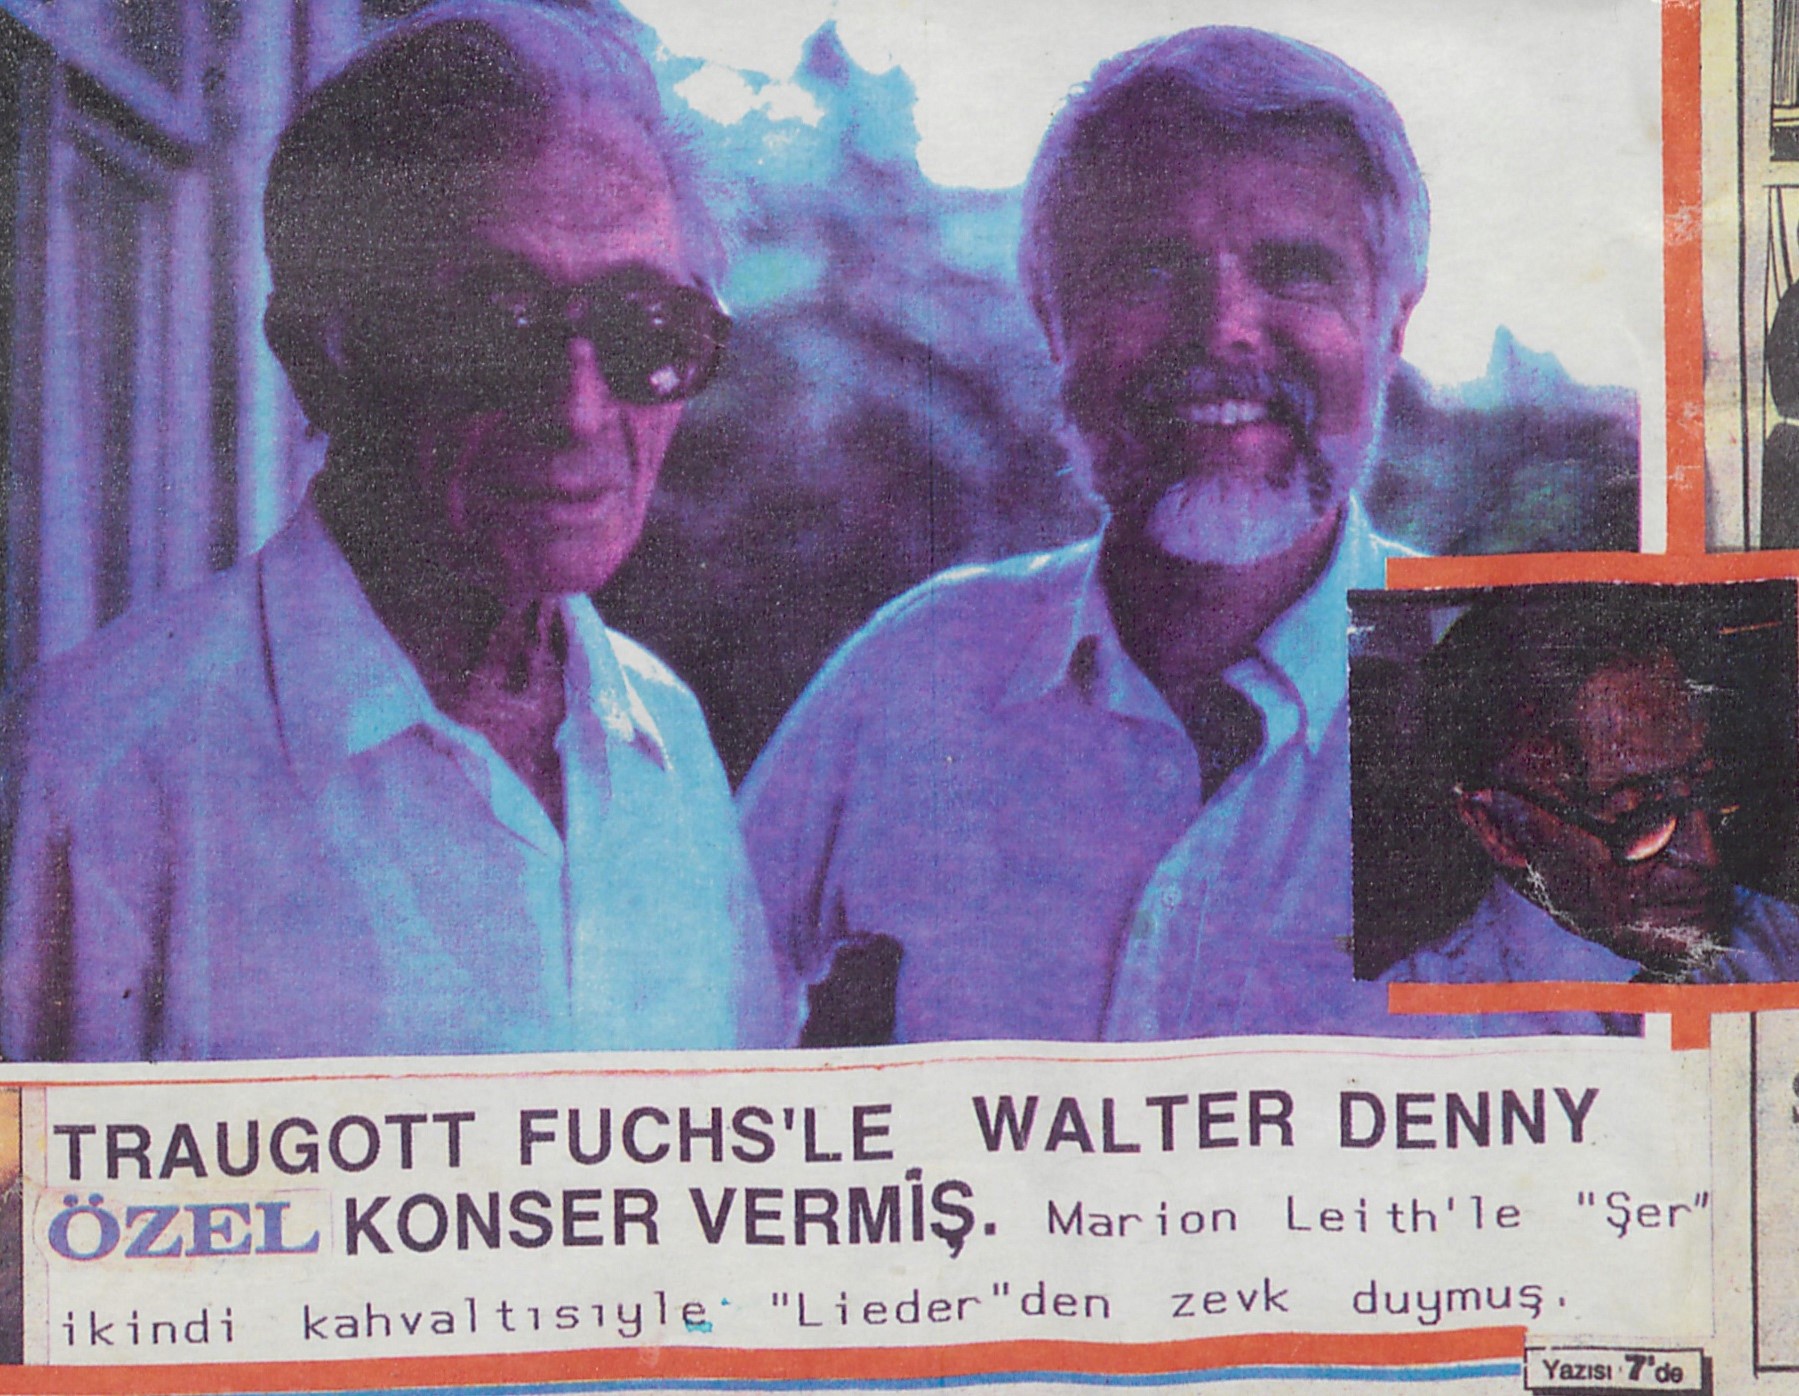 TRAUGOTT FUCHS'LE WALTER DENNY
ÖZEL KONSER VERMİŞ. Marion Leith'le "Şer"
ikindi kahvaltısıyle "Lieder"den zevk duymuş.
Yazısı 7'de